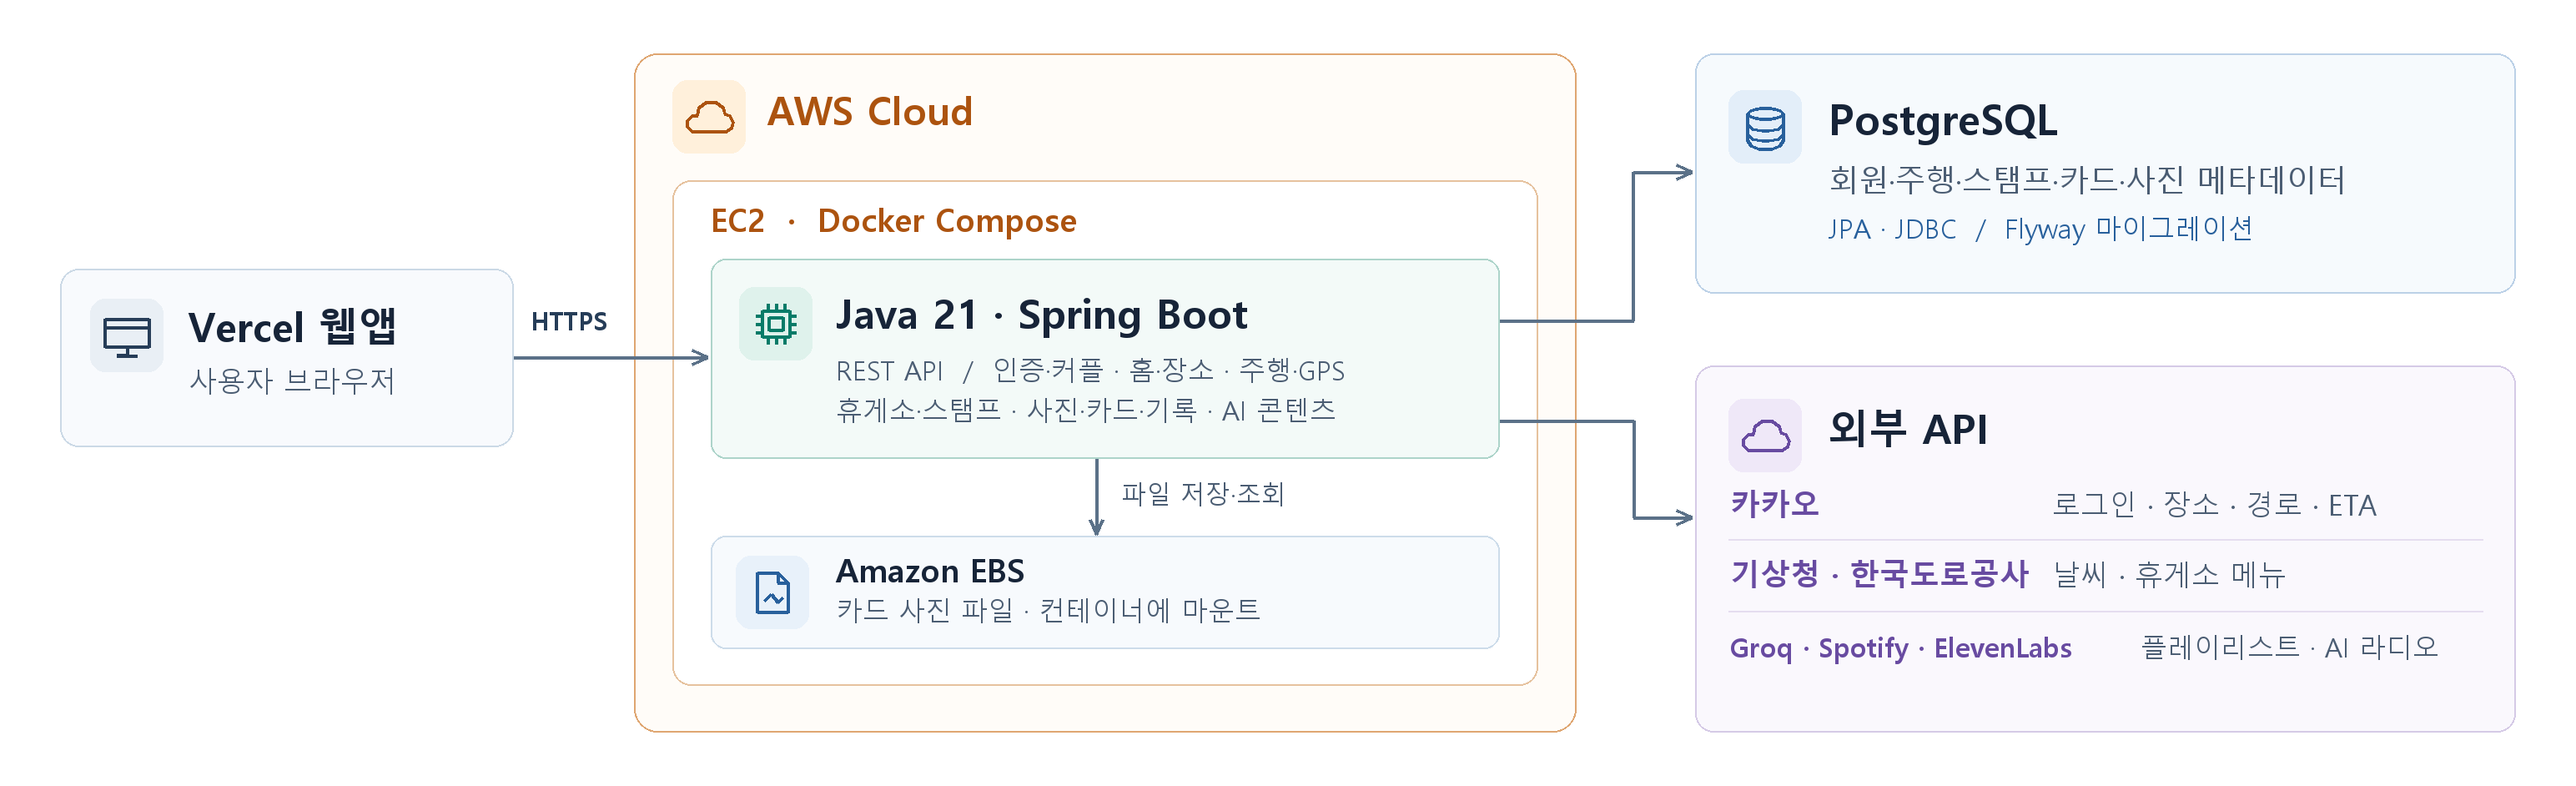 Vercel 웹앱
사용자 브라우저
HTTPS
AWS Cloud
EC2 · Docker Compose
Java 21 · Spring Boot
REST API / 인증·커플 · 홈·장소 · 주행·GPS
휴게소·스탬프 · 사진·카드·기록 · AI 콘텐츠
파일 저장·조회
Amazon EBS
카드 사진 파일 · 컨테이너에 마운트
PostgreSQL
회원·주행·스탬프·카드·사진 메타데이터
JPA · JDBC / Flyway 마이그레이션
외부 API
카카오 로그인 · 장소 · 경로 · ETA
기상청 · 한국도로공사 날씨 · 휴게소 메뉴
Groq · Spotify · ElevenLabs 플레이리스트 · AI 라디오